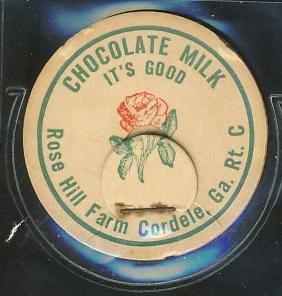 CHOCOLATE MILK
IT'S GOOD
Rose Hill Farm Cordele, Ga. Rt. C